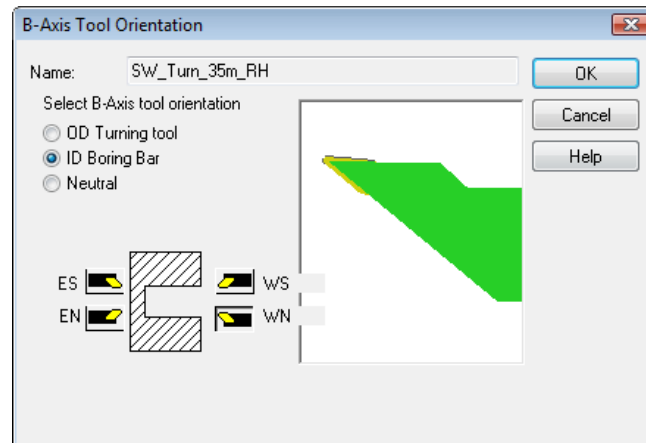 B-Axis Tool Orientation
Name: SW_Turn_35m_RH
OK
Select B-Axis tool orientation
Cancel
OD Turning tool
ID Boring Bar
Help
Neutral
ES WS
EN WN